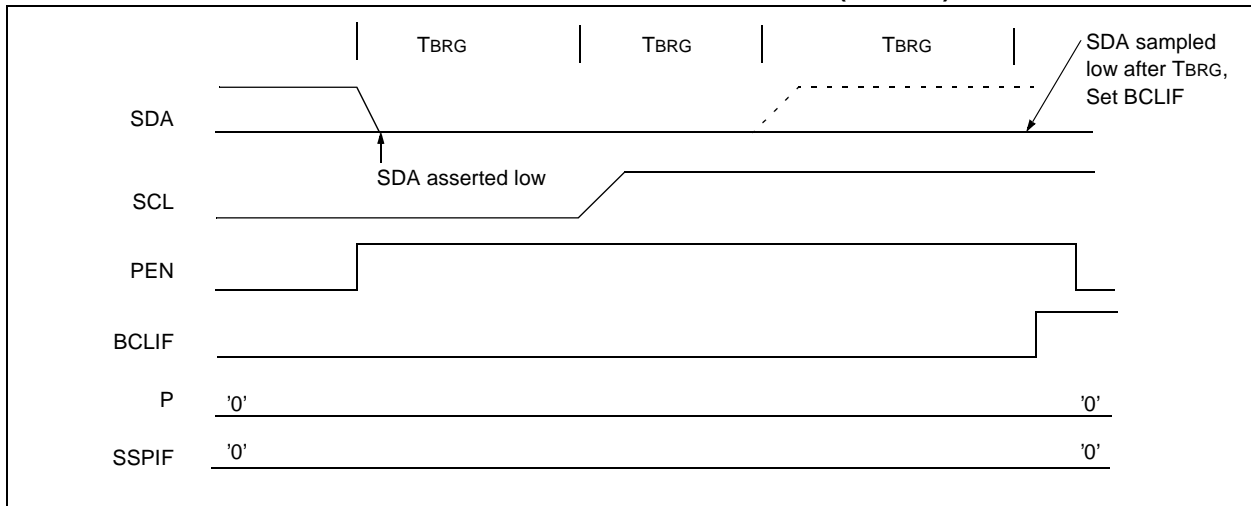 TBRG TBRG TBRG
SDA sampled
low after TBRG,
Set BCLIF
SDA
SDA asserted low
SCL
PEN
BCLIF
P '0' '0'
SSPIF '0' '0'